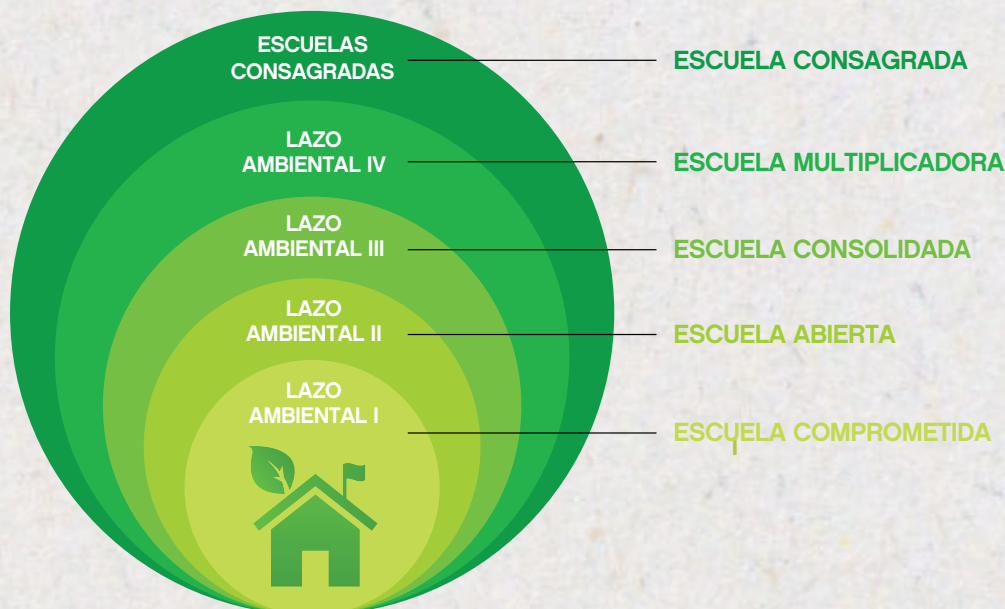 ESCUELAS
CONSAGRADAS
ESCUELA CONSAGRADA
LAZO
AMBIENTAL IV
ESCUELA MULTIPLICADORA
LAZO
AMBIENTAL III
ESCUELA CONSOLIDADA
LAZO
AMBIENTAL II
ESCUELA ABIERTA
LAZO
AMBIENTAL I
ESCUELA COMPROMETIDA